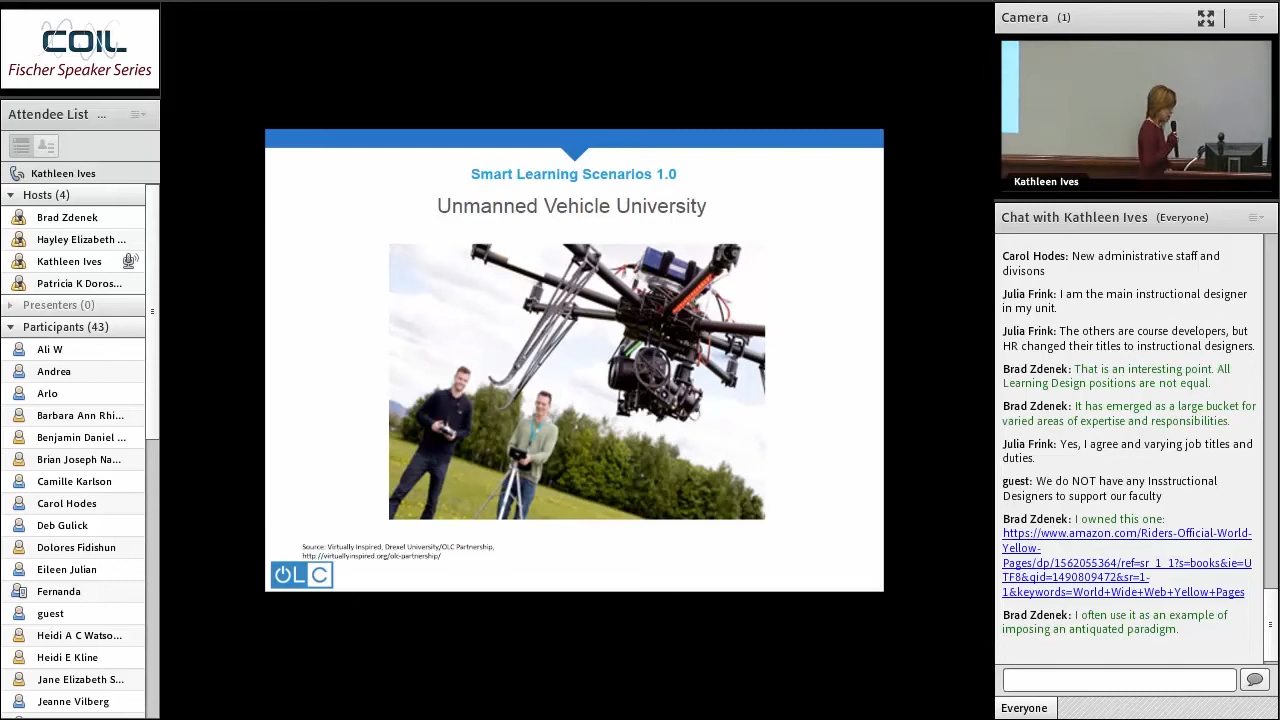 COIL
Fischer Speaker Series
Attendee List ...
Kathleen Ives
Hosts (4)
Brad Zdenek
Hayley Elizabeth ...
Kathleen Ives
Patricia K Doros...
Presenters (0)
Participants (43)
Ali W
Andrea
Arlo
Barbara Ann Rhi...
Benjamin Daniel ...
Brian Joseph Na...
Camille Karlson
Carol Hodes
Deb Gulick
Dolores Fidishun
Eileen Julian
Fernanda
guest
Heidi A C Watso...
Heidi E Kline
Jane Elizabeth S...
Jeanne Vilberg
Smart Learning Scenarios 1.0
Unmanned Vehicle University
Source: Virtually Inspired, Drexel University/OLC Partnership,
http://virtuallyinspired.org/olc-partnership/
OLC
Camera (1)
Kathleen Ives
Chat with Kathleen Ives (Everyone)
Carol Hodes: New administrative staff and
divisons
Julia Frink: I am the main instructional designer
in my unit.
Julia Frink: The others are course developers, but
HR changed their titles to instructional designers.
Brad Zdenek: That is an interesting point. All
Learning Design positions are not equal.
Brad Zdenek: It has emerged as a large bucket for
varied areas of expertise and responsibilities.
Julia Frink: Yes, I agree and varying job titles and
duties.
guest: We do NOT have any Insstructional
Designers to support our faculty
Brad Zdenek: I owned this one:
https://www.amazon.com/Riders-Official-World-
Yellow-
Pages/dp/1562055364/ref=sr_1_1?s=books&ie=U
TF8&qid=1490809472&sr=1-
1&keywords=World+Wide+Web+Yellow+Pages
Brad Zdenek: I often use it as an example of
imposing an antiquated paradigm.
Everyone